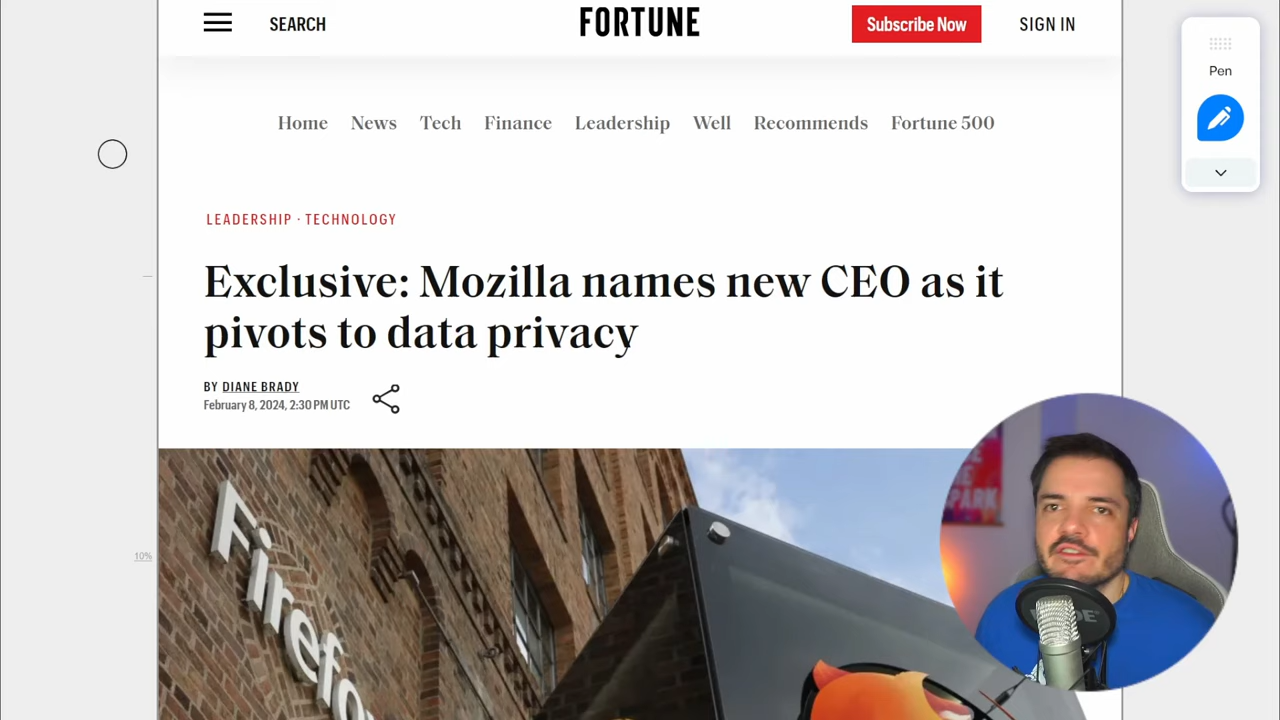 SEARCH
FORTUNE
Subscribe Now
SIGN IN
Pen
Home News Tech Finance Leadership Well Recommends Fortune 500
LEADERSHIP · TECHNOLOGY
Exclusive: Mozilla names new CEO as it
pivots to data privacy
BY DIANE BRADY
February 8, 2024, 2:30 PM UTC
10%
Firefo